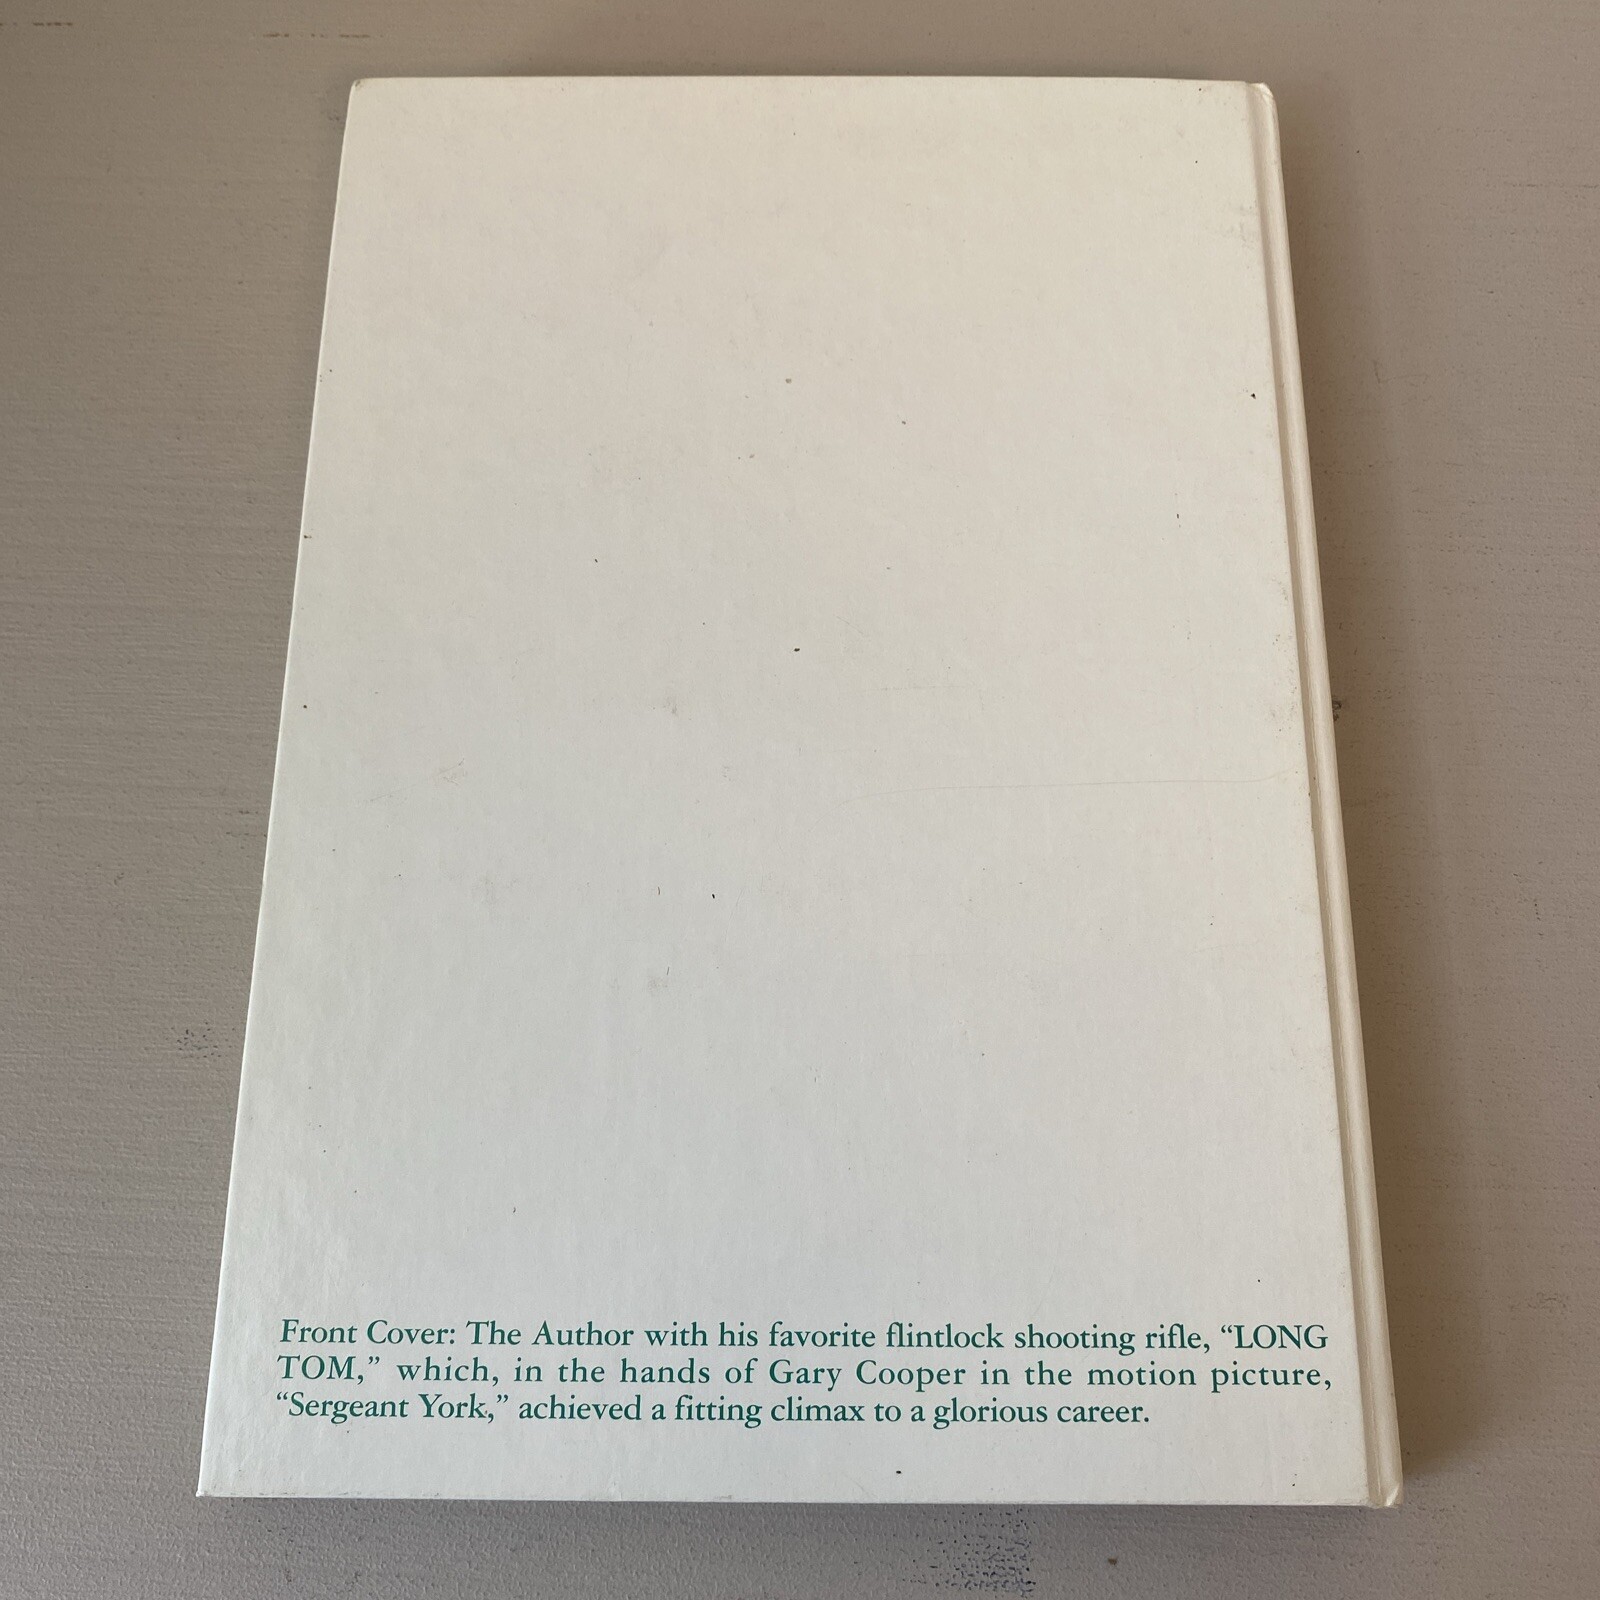 Front Cover: The Author with his favorite flintlock shooting rifle, “LONG
TOM,” which, in the hands of Gary Cooper in the motion picture,
“Sergeant York,” achieved a fitting climax to a glorious career.